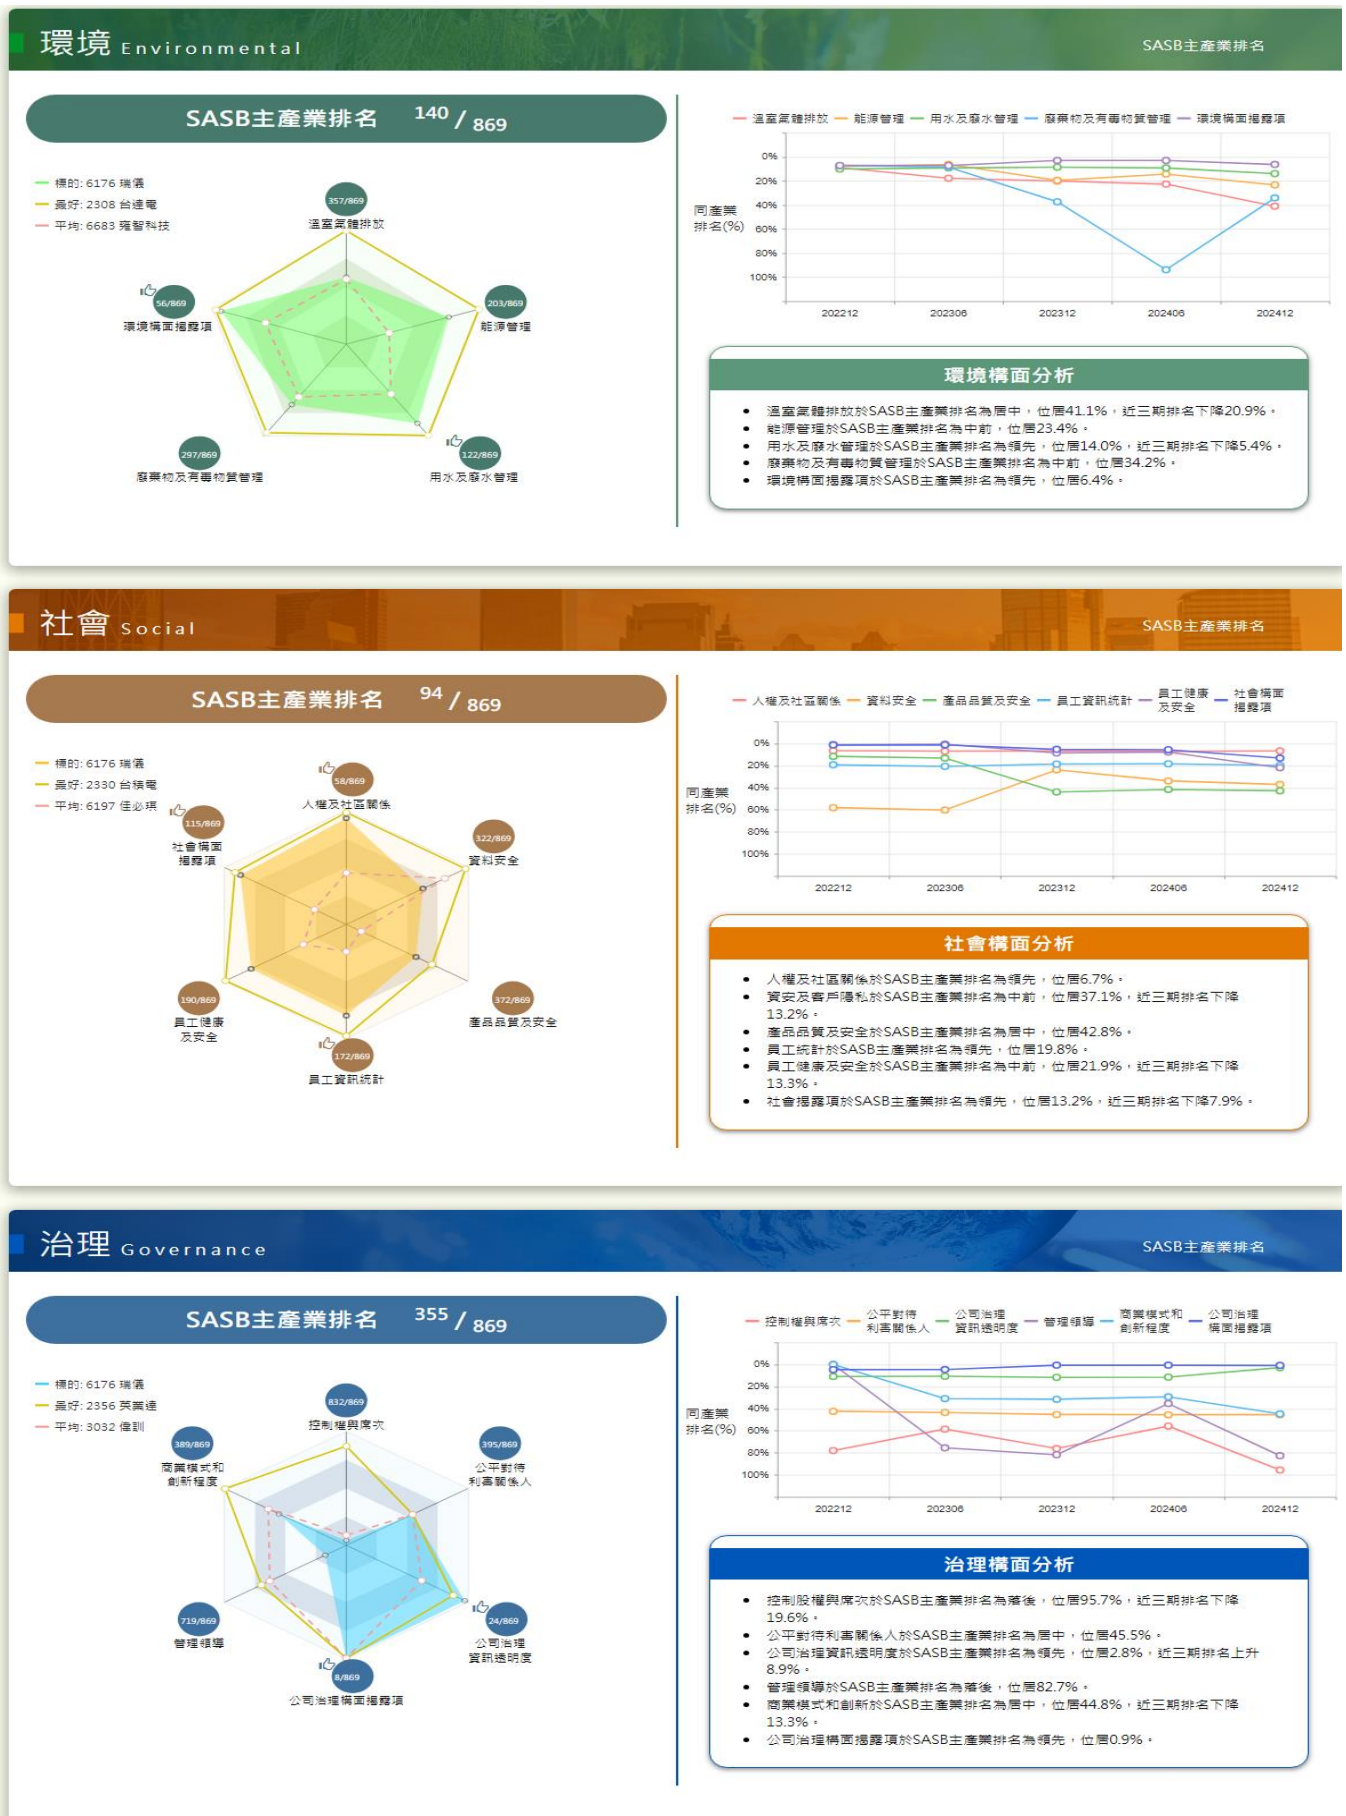 環境 Environmental
SASB主產業排名
SASB主產業排名 140 / 869
標的: 6176 瑞儀
最好: 2308 台達電
平均: 6683 雍智科技
357/869
溫室氣體排放
56/869
環境構面揭露項
203/869
能源管理
297/869
廢棄物及有毒物質管理
122/869
用水及廢水管理
溫室氣體排放 能源管理 用水及廢水管理 廢棄物及有毒物質管理 環境構面揭露項
同產業
排名(%)
0%
20%
40%
60%
80%
100%
202212 202306 202312 202406 202412
環境構面分析
• 溫室氣體排放於SASB主產業排名為居中，位居41.1%，近三期排名下降20.9%。
• 能源管理於SASB主產業排名為中前，位居23.4%。
• 用水及廢水管理於SASB主產業排名為領先，位居14.0%，近三期排名下降5.4%。
• 廢棄物及有毒物質管理於SASB主產業排名為中前，位居34.2%。
• 環境構面揭露項於SASB主產業排名為領先，位居6.4%。
社會 Social
SASB主產業排名
SASB主產業排名 94 / 869
標的: 6176 瑞儀
最好: 2330 台積電
平均: 6197 佳必琪
58/869
人權及社區關係
115/869
社會構面
揭露項
322/869
資料安全
190/869
員工健康
及安全
372/869
產品品質及安全
172/869
員工資訊統計
人權及社區關係 資料安全 產品品質及安全 員工資訊統計 員工健康
及安全 社會構面
揭露項
同產業
排名(%)
0%
20%
40%
60%
80%
100%
202212 202306 202312 202406 202412
社會構面分析
• 人權及社區關係於SASB主產業排名為領先，位居6.7%。
• 資安及客戶隱私於SASB主產業排名為中前，位居37.1%，近三期排名下降
13.2%。
• 產品品質及安全於SASB主產業排名為居中，位居42.8%。
• 員工統計於SASB主產業排名為領先，位居19.8%。
• 員工健康及安全於SASB主產業排名為中前，位居21.9%，近三期排名下降
13.3%。
• 社會揭露項於SASB主產業排名為領先，位居13.2%，近三期排名下降7.9%。
治理 Governance
SASB主產業排名
SASB主產業排名 355 / 869
標的: 6176 瑞儀
最好: 2356 英業達
平均: 3032 偉訓
832/869
控制權與席次
389/869
商業模式和
創新程度
395/869
公平對待
利害關係人
719/869
管理領導
24/869
公司治理
資訊透明度
8/869
公司治理構面揭露項
控制權與席次 公平對待
利害關係人 公司治理
資訊透明度 管理領導 商業模式和
創新程度 公司治理
構面揭露項
同產業
排名(%)
0%
20%
40%
60%
80%
100%
202212 202306 202312 202406 202412
治理構面分析
• 控制股權與席次於SASB主產業排名為落後，位居95.7%，近三期排名下降
19.6%。
• 公平對待利害關係人於SASB主產業排名為居中，位居45.5%。
• 公司治理資訊透明度於SASB主產業排名為領先，位居2.8%，近三期排名上升
8.9%。
• 管理領導於SASB主產業排名為落後，位居82.7%。
• 商業模式和創新於SASB主產業排名為居中，位居44.8%，近三期排名下降
13.3%。
• 公司治理構面揭露項於SASB主產業排名為領先，位居0.9%。